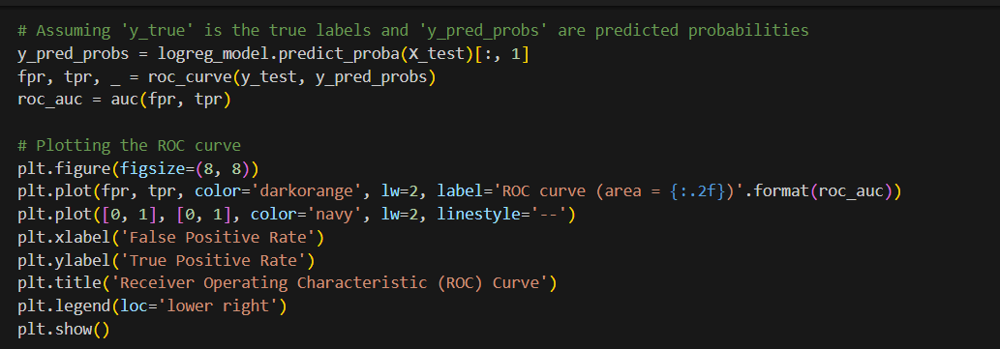 # Assuming 'y_true' is the true labels and 'y_pred_probs' are predicted probabilities
y_pred_probs = logreg_model.predict_proba(X_test)[:, 1]
fpr, tpr, _ = roc_curve(y_test, y_pred_probs)
roc_auc = auc(fpr, tpr)

# Plotting the ROC curve
plt.figure(figsize=(8, 8))
plt.plot(fpr, tpr, color='darkorange', lw=2, label='ROC curve (area = {:.2f})'.format(roc_auc))
plt.plot([0, 1], [0, 1], color='navy', lw=2, linestyle='--')
plt.xlabel('False Positive Rate')
plt.ylabel('True Positive Rate')
plt.title('Receiver Operating Characteristic (ROC) Curve')
plt.legend(loc='lower right')
plt.show()